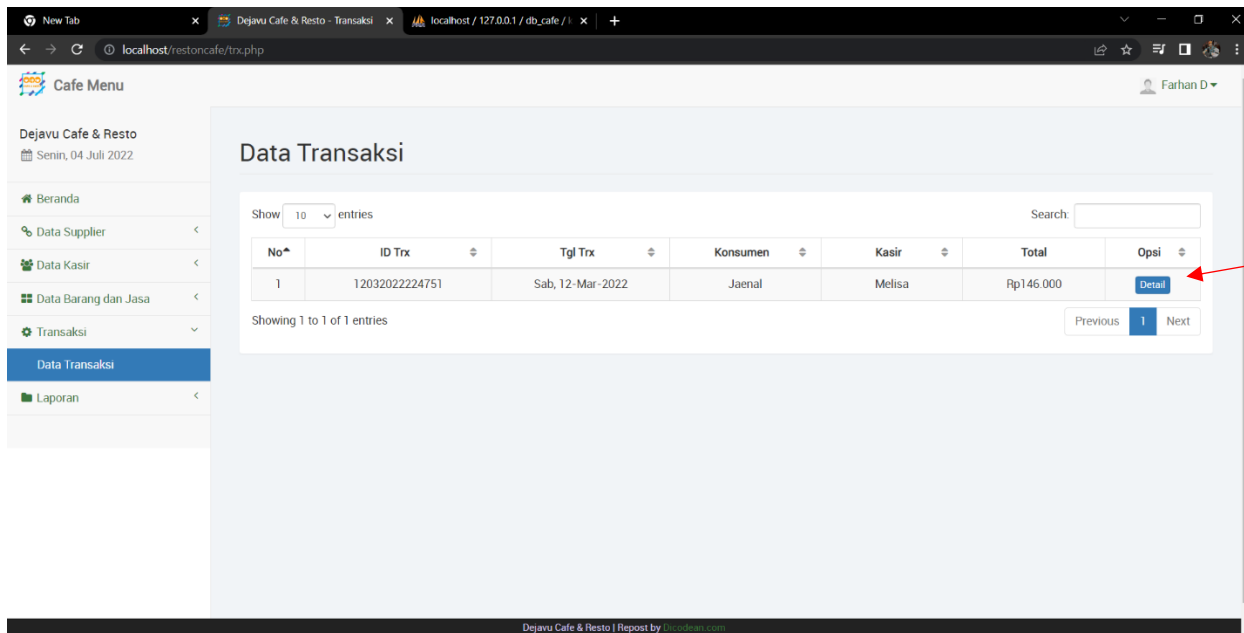 New Tab
Dejavu Cafe & Resto - Transaksi
localhost / 127.0.0.1 / db_cafe /
localhost/restoncafe/trx.php
Cafe Menu
Farhan D
Dejavu Cafe & Resto
Senin, 04 Juli 2022
Data Transaksi
Beranda
Data Supplier
Data Kasir
Data Barang dan Jasa
Transaksi
Data Transaksi
Laporan
Show 10 entries
Search:
No ID Trx Tgl Trx Konsumen Kasir Total Opsi
1 12032022224751 Sab, 12-Mar-2022 Jaenal Melisa Rp146.000 Detail
Showing 1 to 1 of 1 entries
Previous 1 Next
Dejavu Cafe & Resto | Repost by Dicodean.com